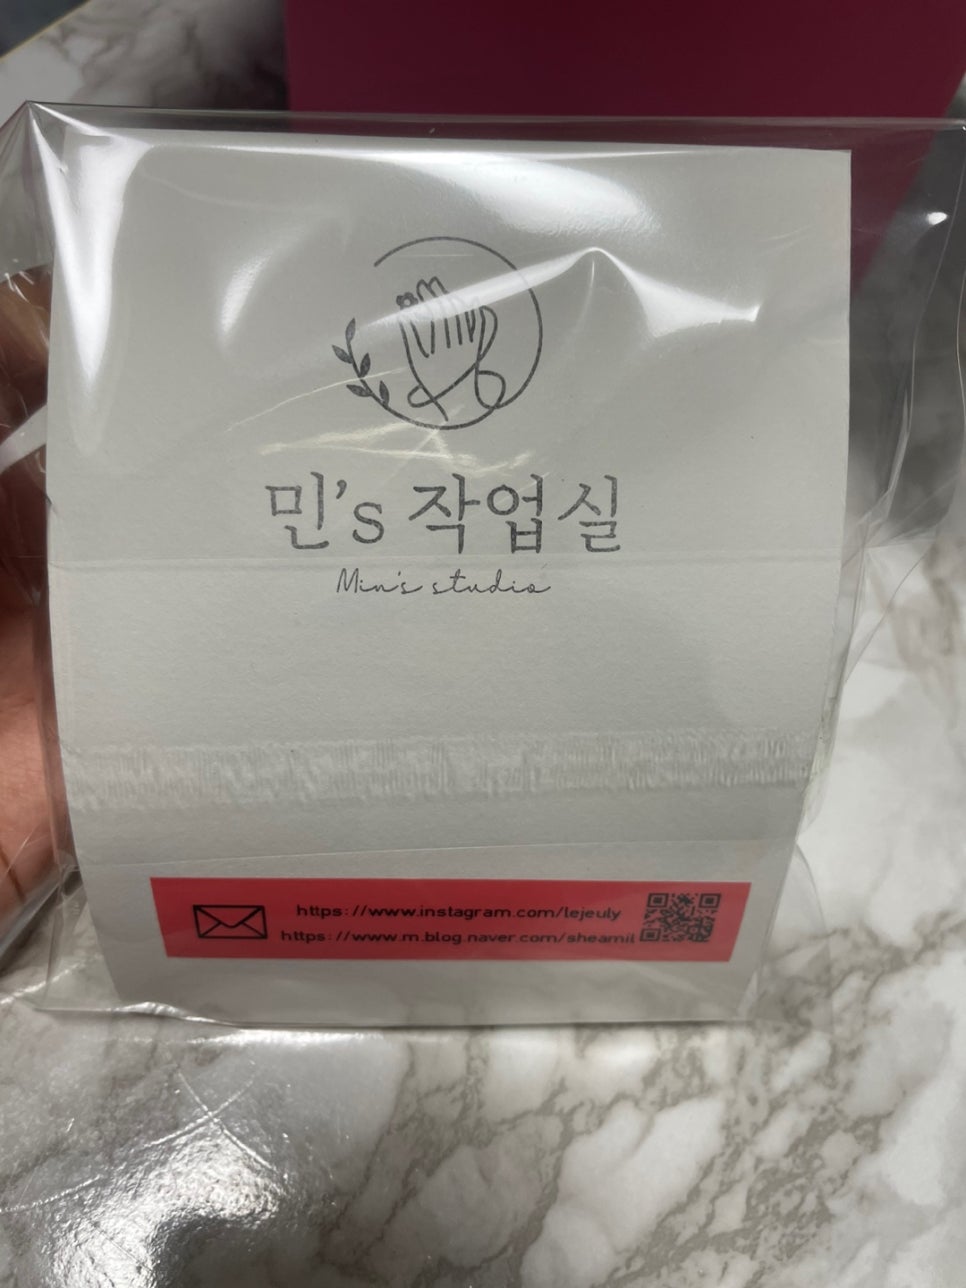 민's 작업실
Min's studio
https://www.instagram.com/lejeuly
https://www.m.blog.naver.com/sheamil